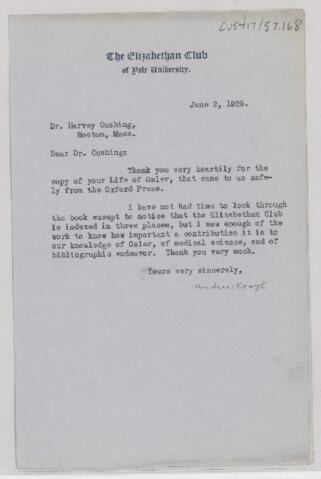 CUS417/57.168
The Elizabethan Club
of Yale University.
June 2, 1925.
Dr. Harvey Cushing,
Boston, Mass.
Dear Dr. Cushing:
Thank you very heartily for the
copy of your Life of Osler, that came to us safe-
ly from the Oxford Press.
I have not had time to look through
the book except to notice that the Elizabethan Club
is indexed in three places, but I saw enough of the
work to know how important a contribution it is to
our knowledge of Osler, of medical science, and of
bibliographic endeavor. Thank you very much.
Yours very sincerely,
Andrew Keogh